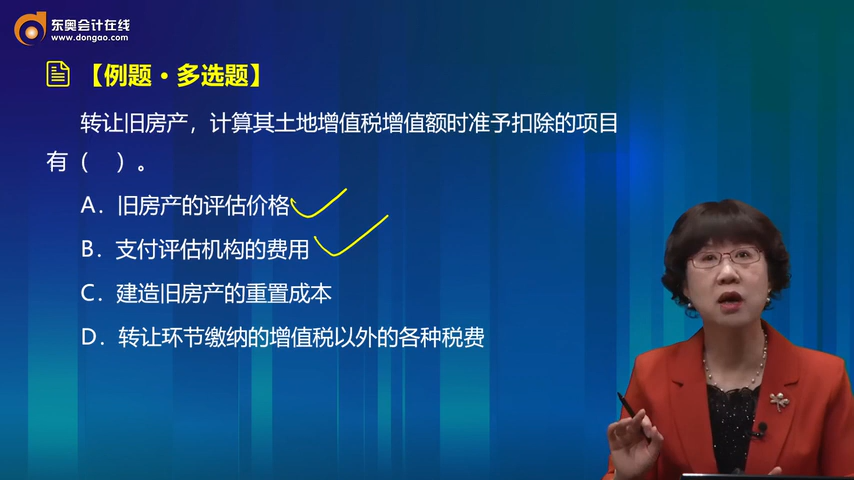 东奥会计在线
www.dongao.com
【例题·多选题】
转让旧房产，计算其土地增值税增值额时准予扣除的项目
有（ ）。
A．旧房产的评估价格
B．支付评估机构的费用
C．建造旧房产的重置成本
D．转让环节缴纳的增值税以外的各种税费